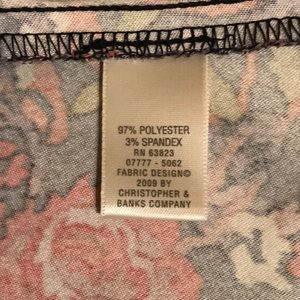 97% POLYESTER
3% SPANDEX
RN 63823
07777 - 5062
FABRIC DESIGN©
2009 BY
CHRISTOPHER &
BANKS COMPANY